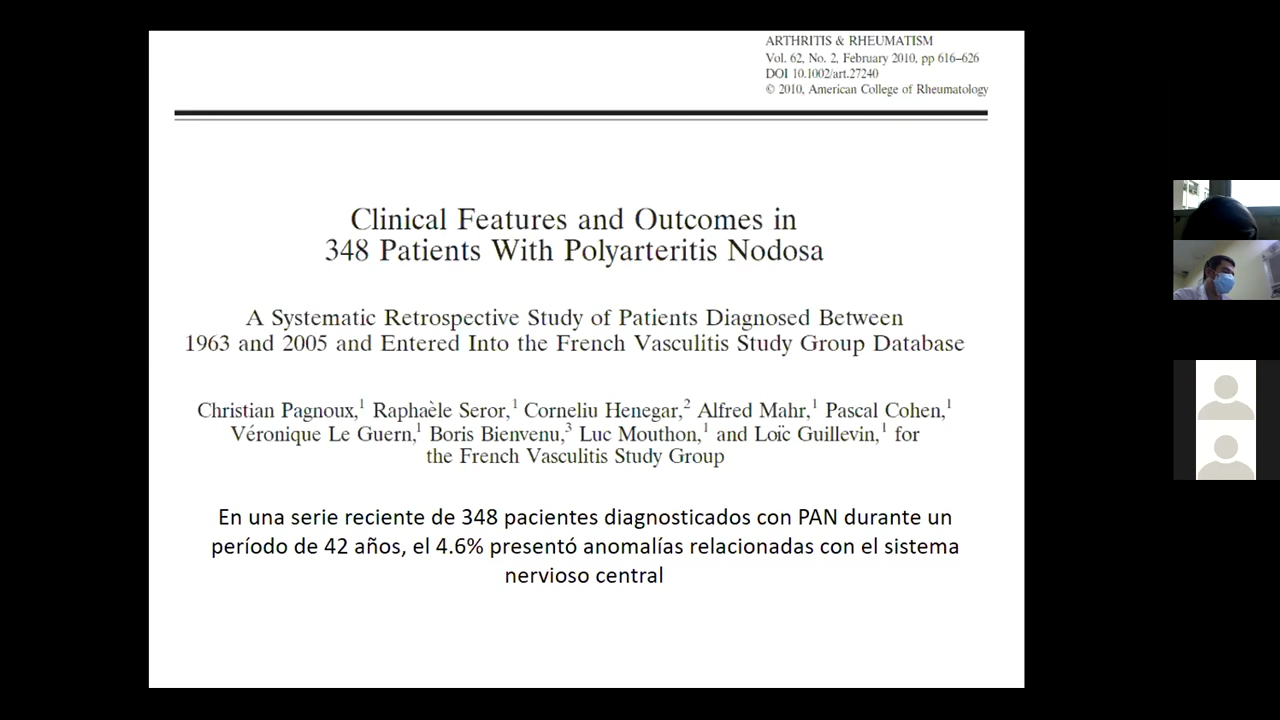 ARTHRITIS & RHEUMATISM
Vol. 62, No. 2, February 2010, pp 616–626
DOI 10.1002/art.27240
© 2010, American College of Rheumatology
Clinical Features and Outcomes in
348 Patients With Polyarteritis Nodosa
A Systematic Retrospective Study of Patients Diagnosed Between
1963 and 2005 and Entered Into the French Vasculitis Study Group Database
Christian Pagnoux,1 Raphaèle Seror,1 Corneliu Henegar,2 Alfred Mahr,1 Pascal Cohen,1
Véronique Le Guern,1 Boris Bienvenu,3 Luc Mouthon,1 and Loïc Guillevin,1 for
the French Vasculitis Study Group
En una serie reciente de 348 pacientes diagnosticados con PAN durante un
período de 42 años, el 4.6% presentó anomalías relacionadas con el sistema
nervioso central